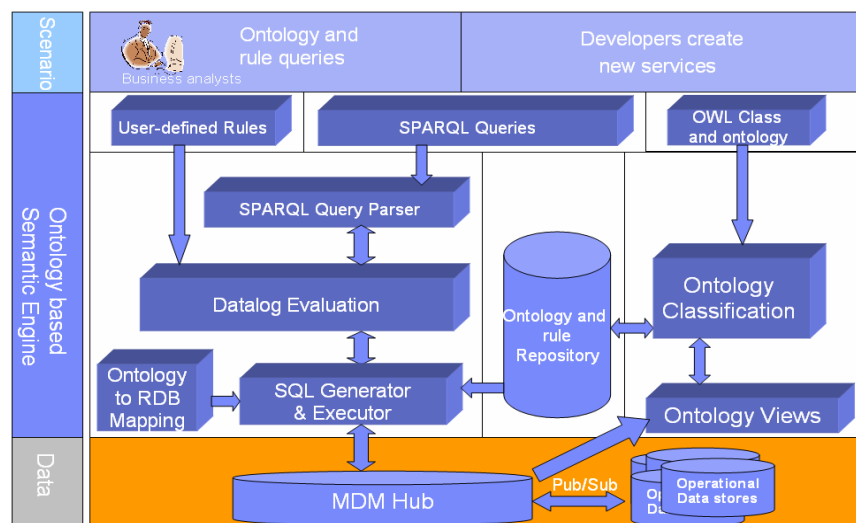 Scenario
Ontology and
rule queries
Business analysts
Developers create
new services
Ontology based
Semantic Engine
User-defined Rules
SPARQL Queries
OWL Class
and ontology
SPARQL Query Parser
Datalog Evaluation
Ontology and
rule
Repository
Ontology
Classification
Ontology
to RDB
Mapping
SQL Generator
& Executor
Ontology Views
Data
MDM Hub
Pub/Sub
Operational
Data stores